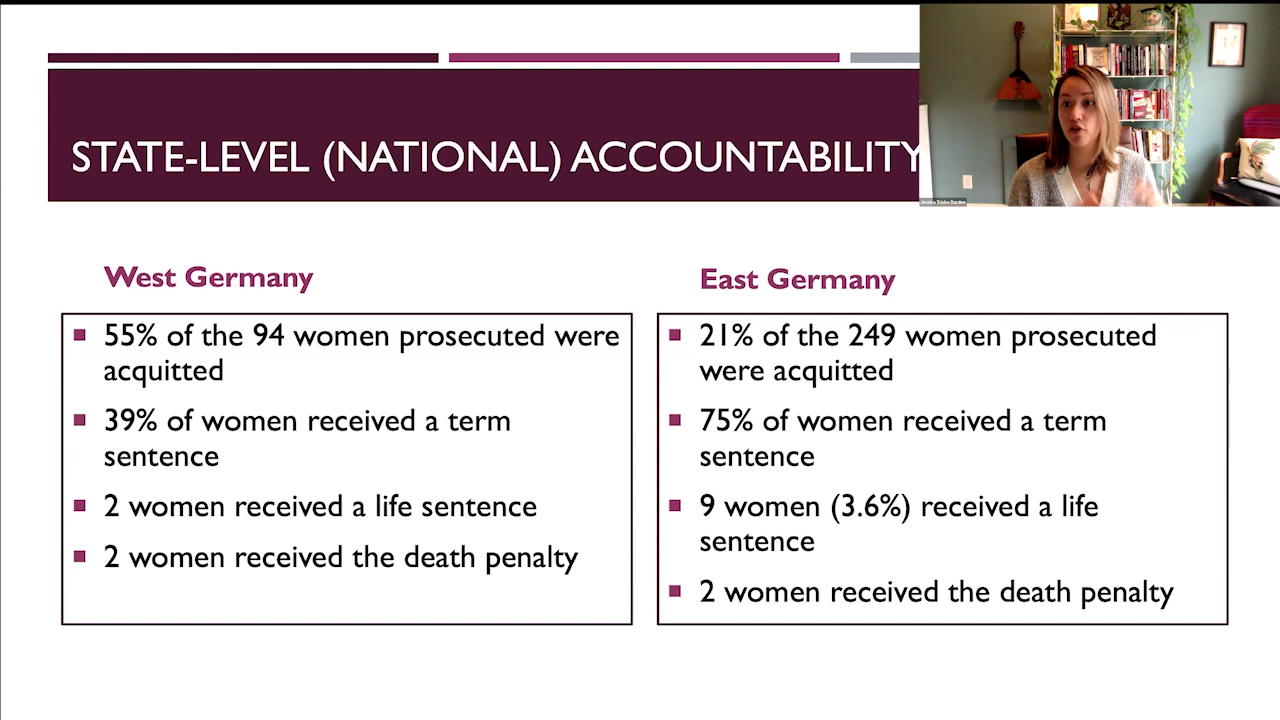 STATE-LEVEL (NATIONAL) ACCOUNTABILITY
Jessica Trisko Darden
West Germany
55% of the 94 women prosecuted were
acquitted
39% of women received a term
sentence
2 women received a life sentence
2 women received the death penalty
East Germany
21% of the 249 women prosecuted
were acquitted
75% of women received a term
sentence
9 women (3.6%) received a life
sentence
2 women received the death penalty